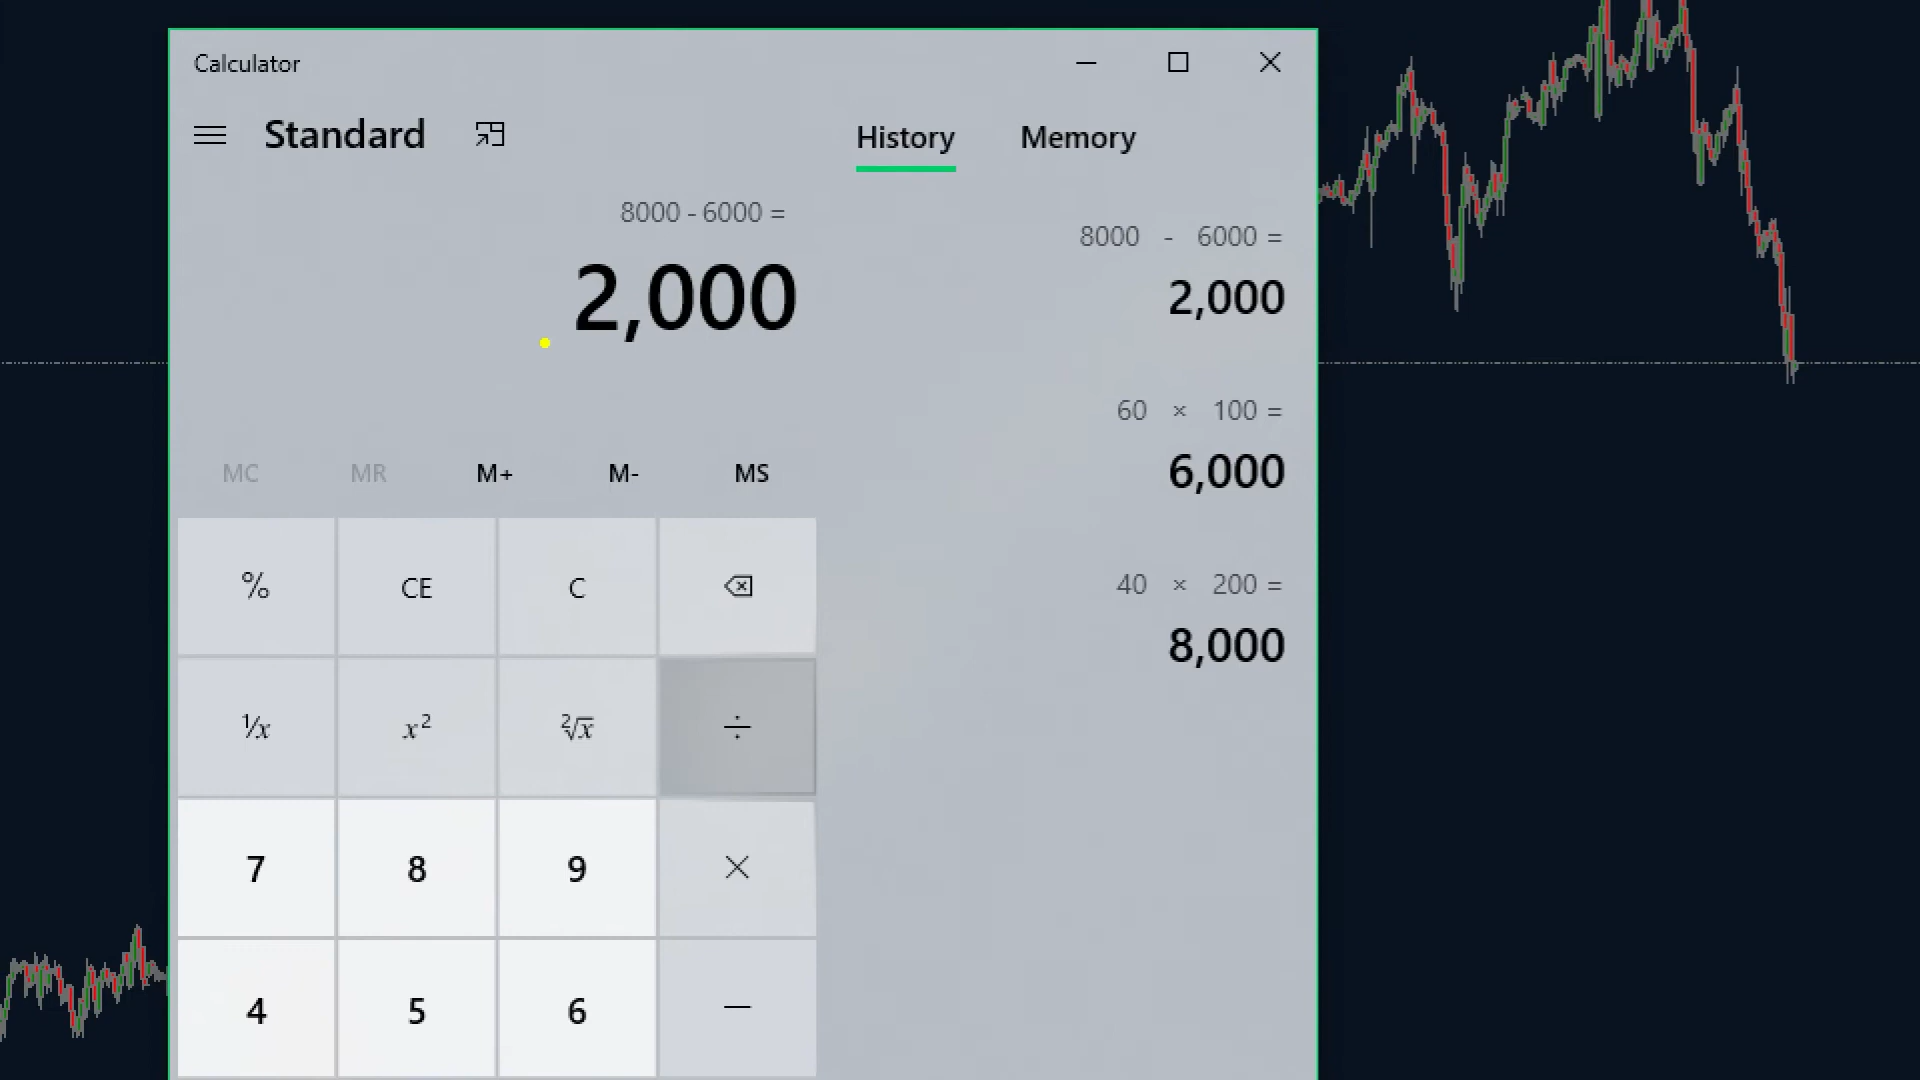 Calculator
Standard
History Memory
8000 - 6000 =
2,000
8000 - 6000 =
2,000
60 × 100 =
6,000
40 × 200 =
8,000
MC MR M+ M- MS
% CE C
⅟x x² ²√x ÷
7 8 9 ×
4 5 6 −